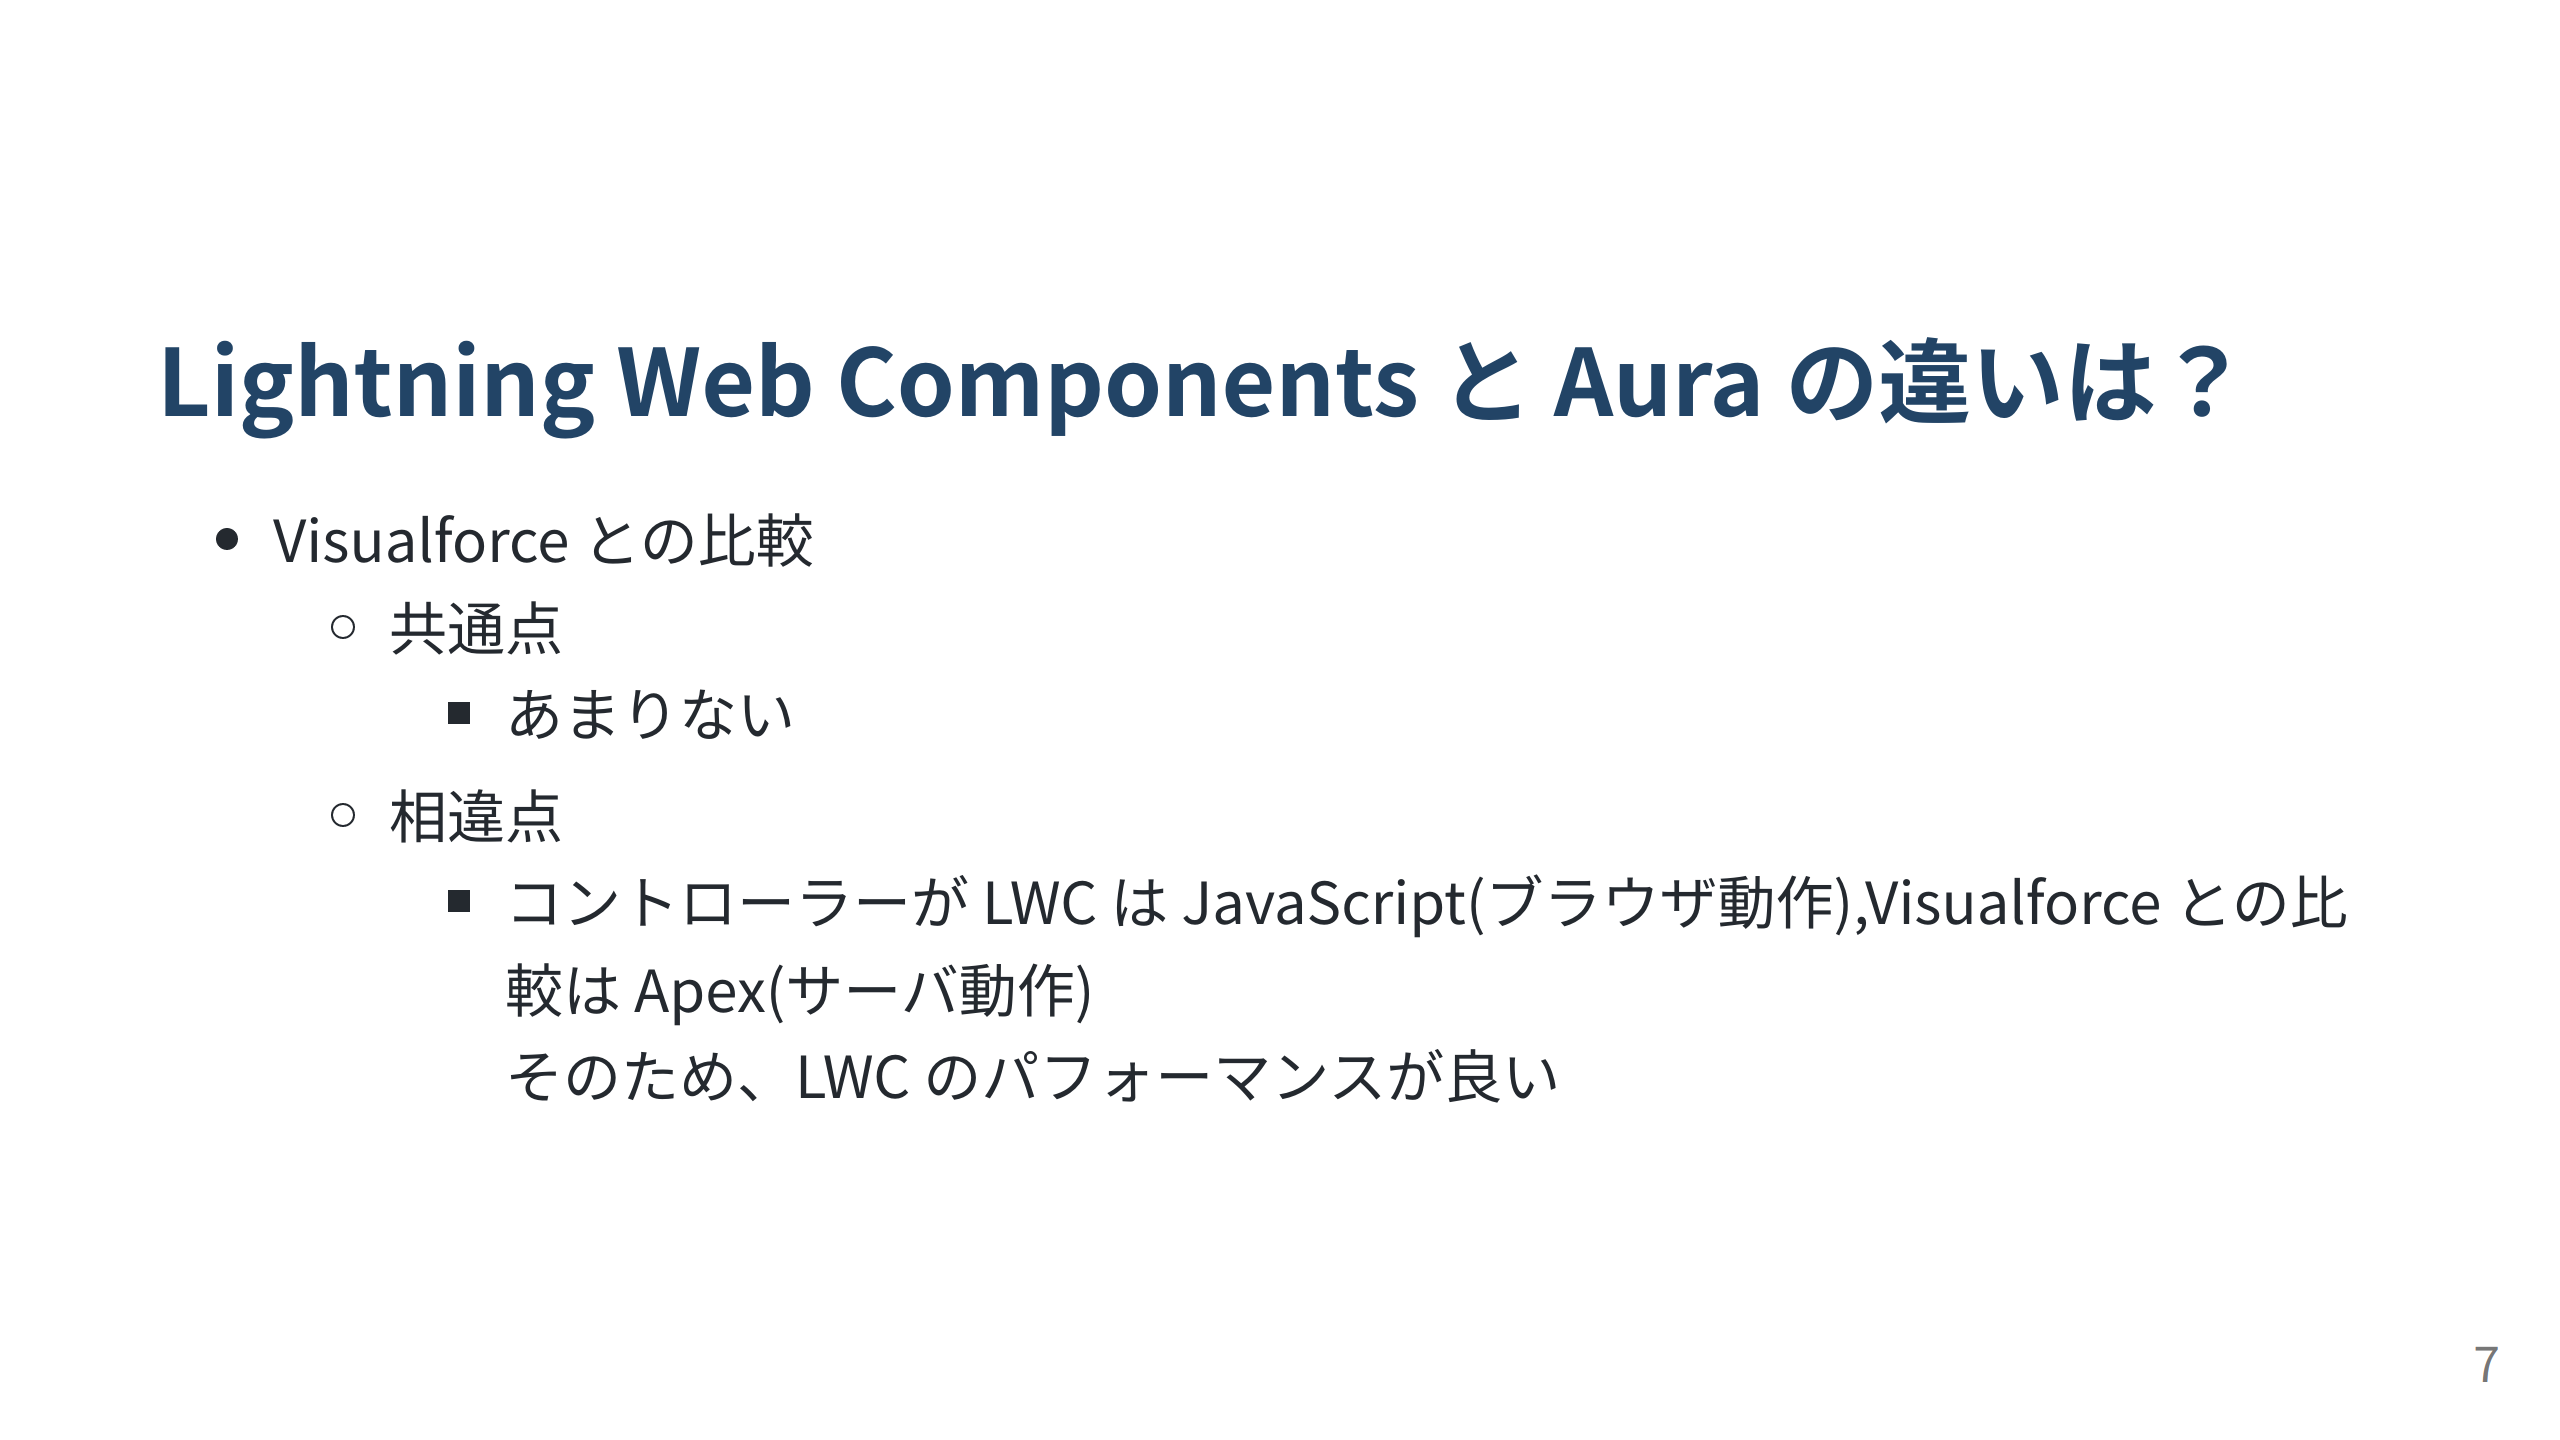 Lightning Web Components と Aura の違いは？
Visualforce との比較
共通点
あまりない
相違点
コントローラーが LWC は JavaScript(ブラウザ動作),Visualforce との比
較は Apex(サーバ動作)
そのため、LWC のパフォーマンスが良い
7